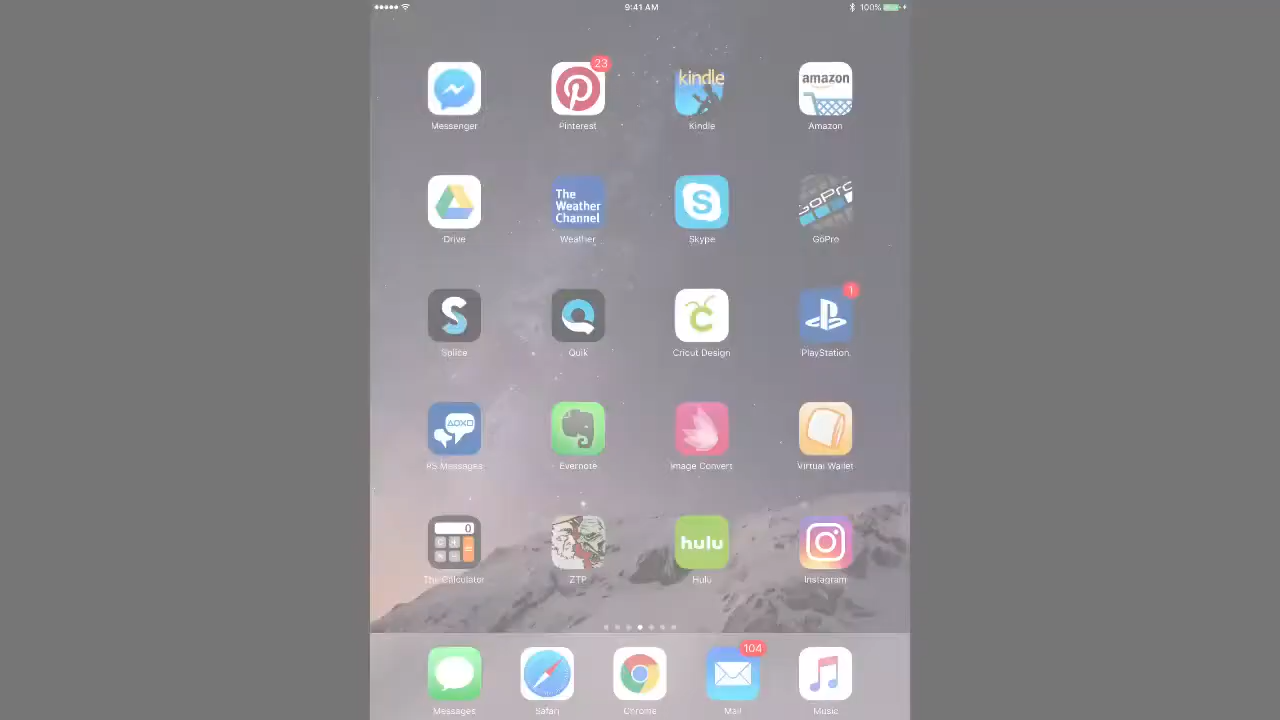 9:41 AM
100%
23
kindle
amazon
Messenger
Pinterest
Kindle
Amazon
The
Weather
Channel
S
GoPro
Drive
Weather
Skype
GoPro
1
Splice
Quik
Cricut Design
PlayStation
PS Messages
Evernote
Image Convert
Virtual Wallet
0
hulu
The Calculator
ZTP
Hulu
Instagram
104
Messages
Safari
Chrome
Mail
Music